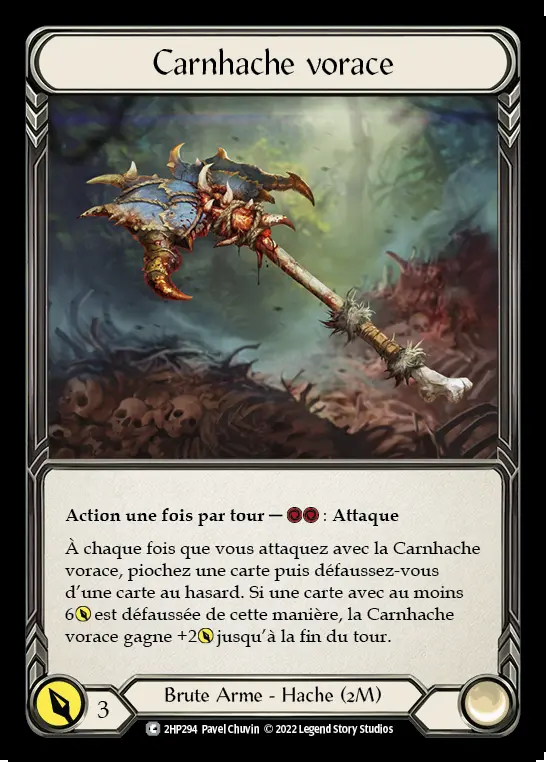 Carnhache vorace
Action une fois par tour — : Attaque
À chaque fois que vous attaquez avec la Carnhache
vorace, piochez une carte puis défaussez-vous
d'une carte au hasard. Si une carte avec au moins
6 est défaussée de cette manière, la Carnhache
vorace gagne +2 jusqu'à la fin du tour.
3
Brute Arme - Hache (2M)
C 2HP294 Pavel Chuvin © 2022 Legend Story Studios